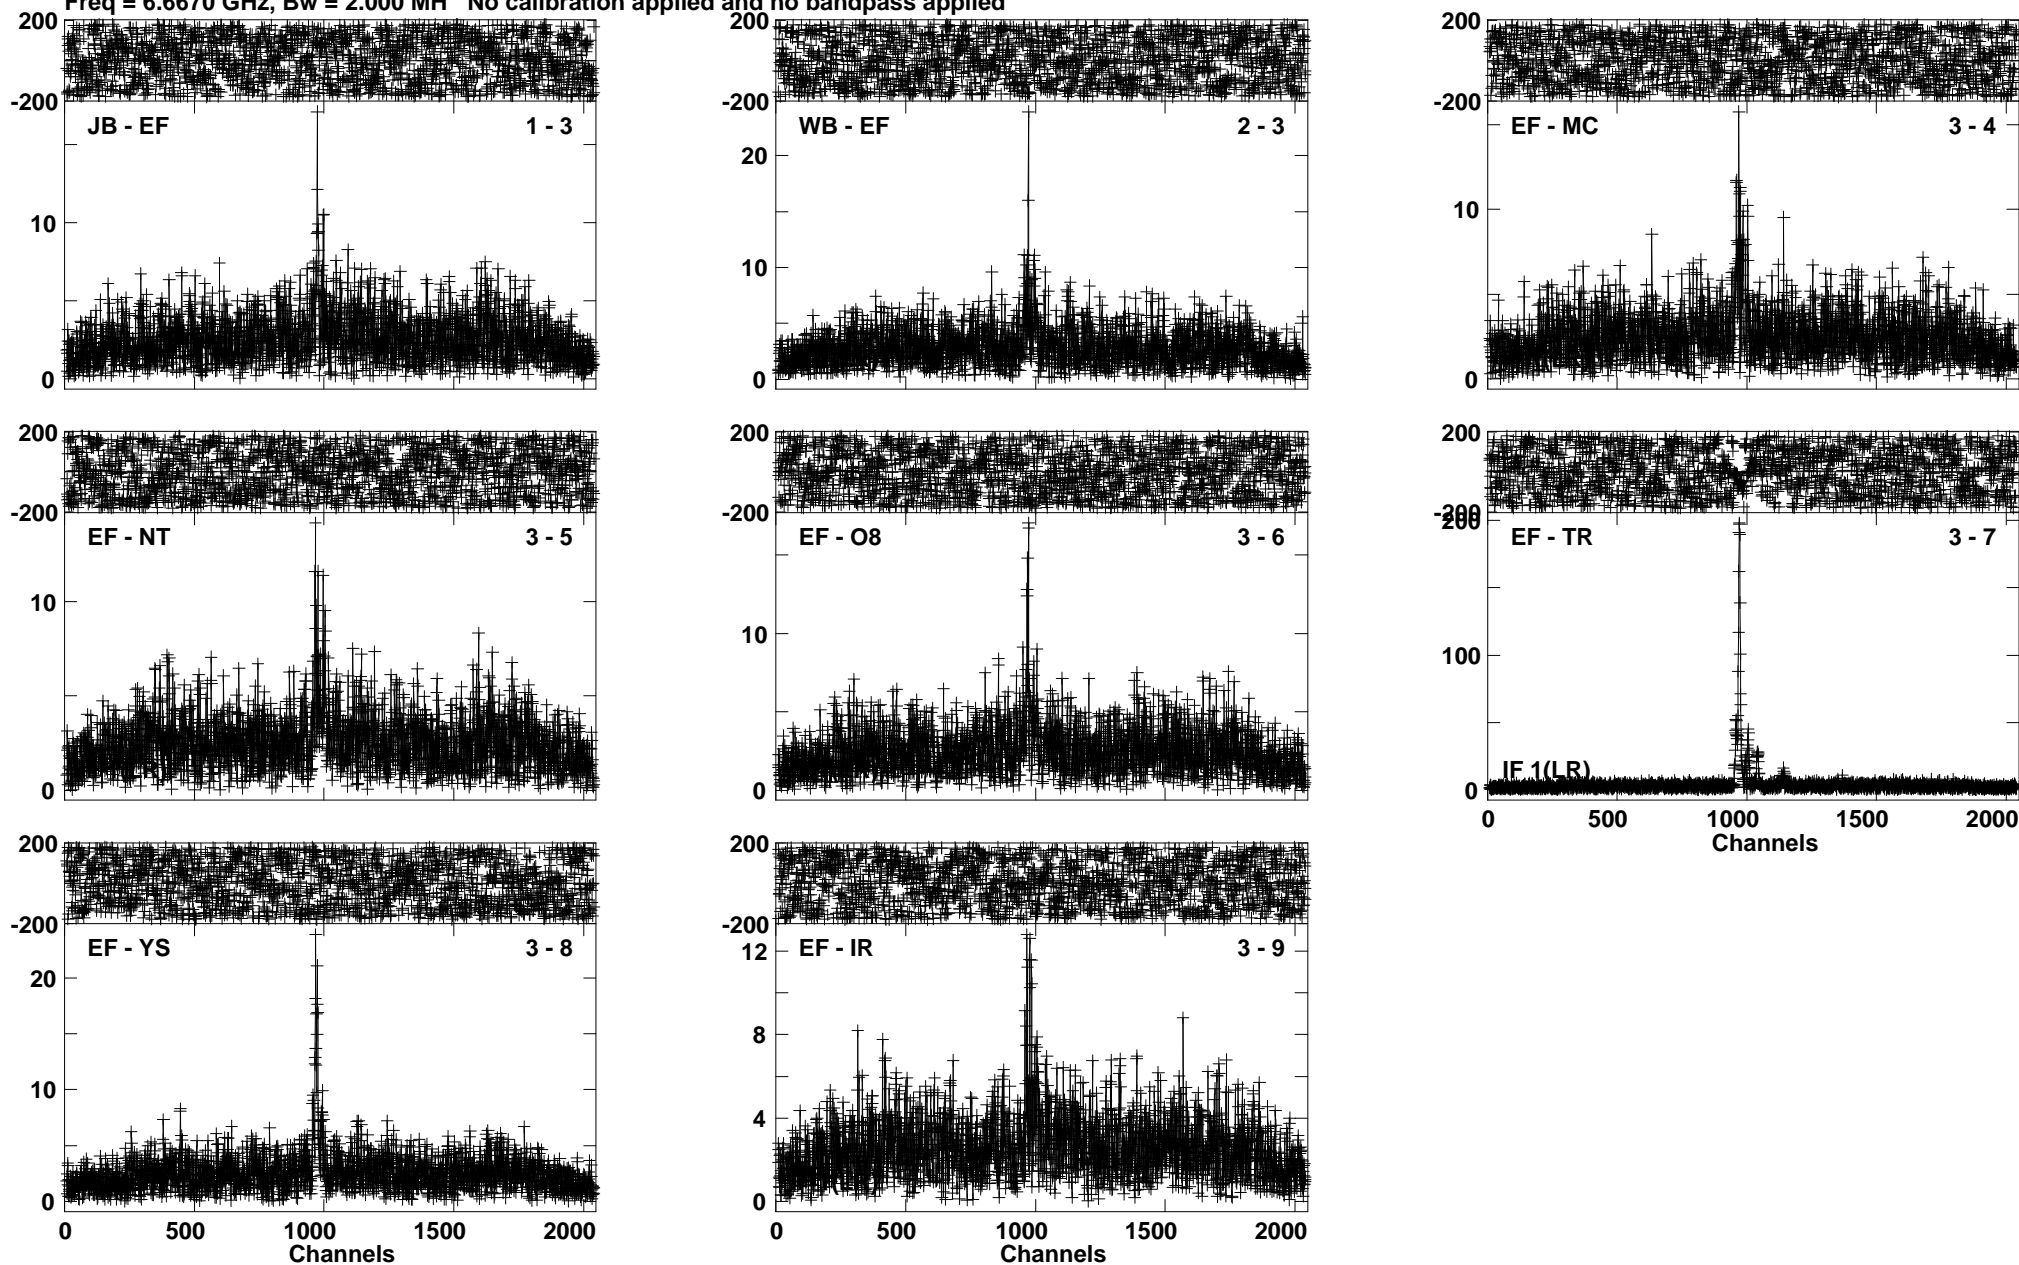 Freq = 6.6670 GHz, Bw = 2.000 MH No calibration applied and no bandpass applied
200
-200
JB - EF 1 - 3
10
0
200
-200
WB - EF 2 - 3
20
10
0
200
-200
EF - MC 3 - 4
10
0
200
-200
EF - NT 3 - 5
10
0
200
-200
EF - O8 3 - 6
10
0
200
-200
200
EF - TR 3 - 7
100
IF 1(LR)
0
0 500 1000 1500 2000
Channels
200
-200
EF - YS 3 - 8
20
10
0
0 500 1000 1500 2000
Channels
200
-200
EF - IR 3 - 9
12
8
4
0
0 500 1000 1500 2000
Channels